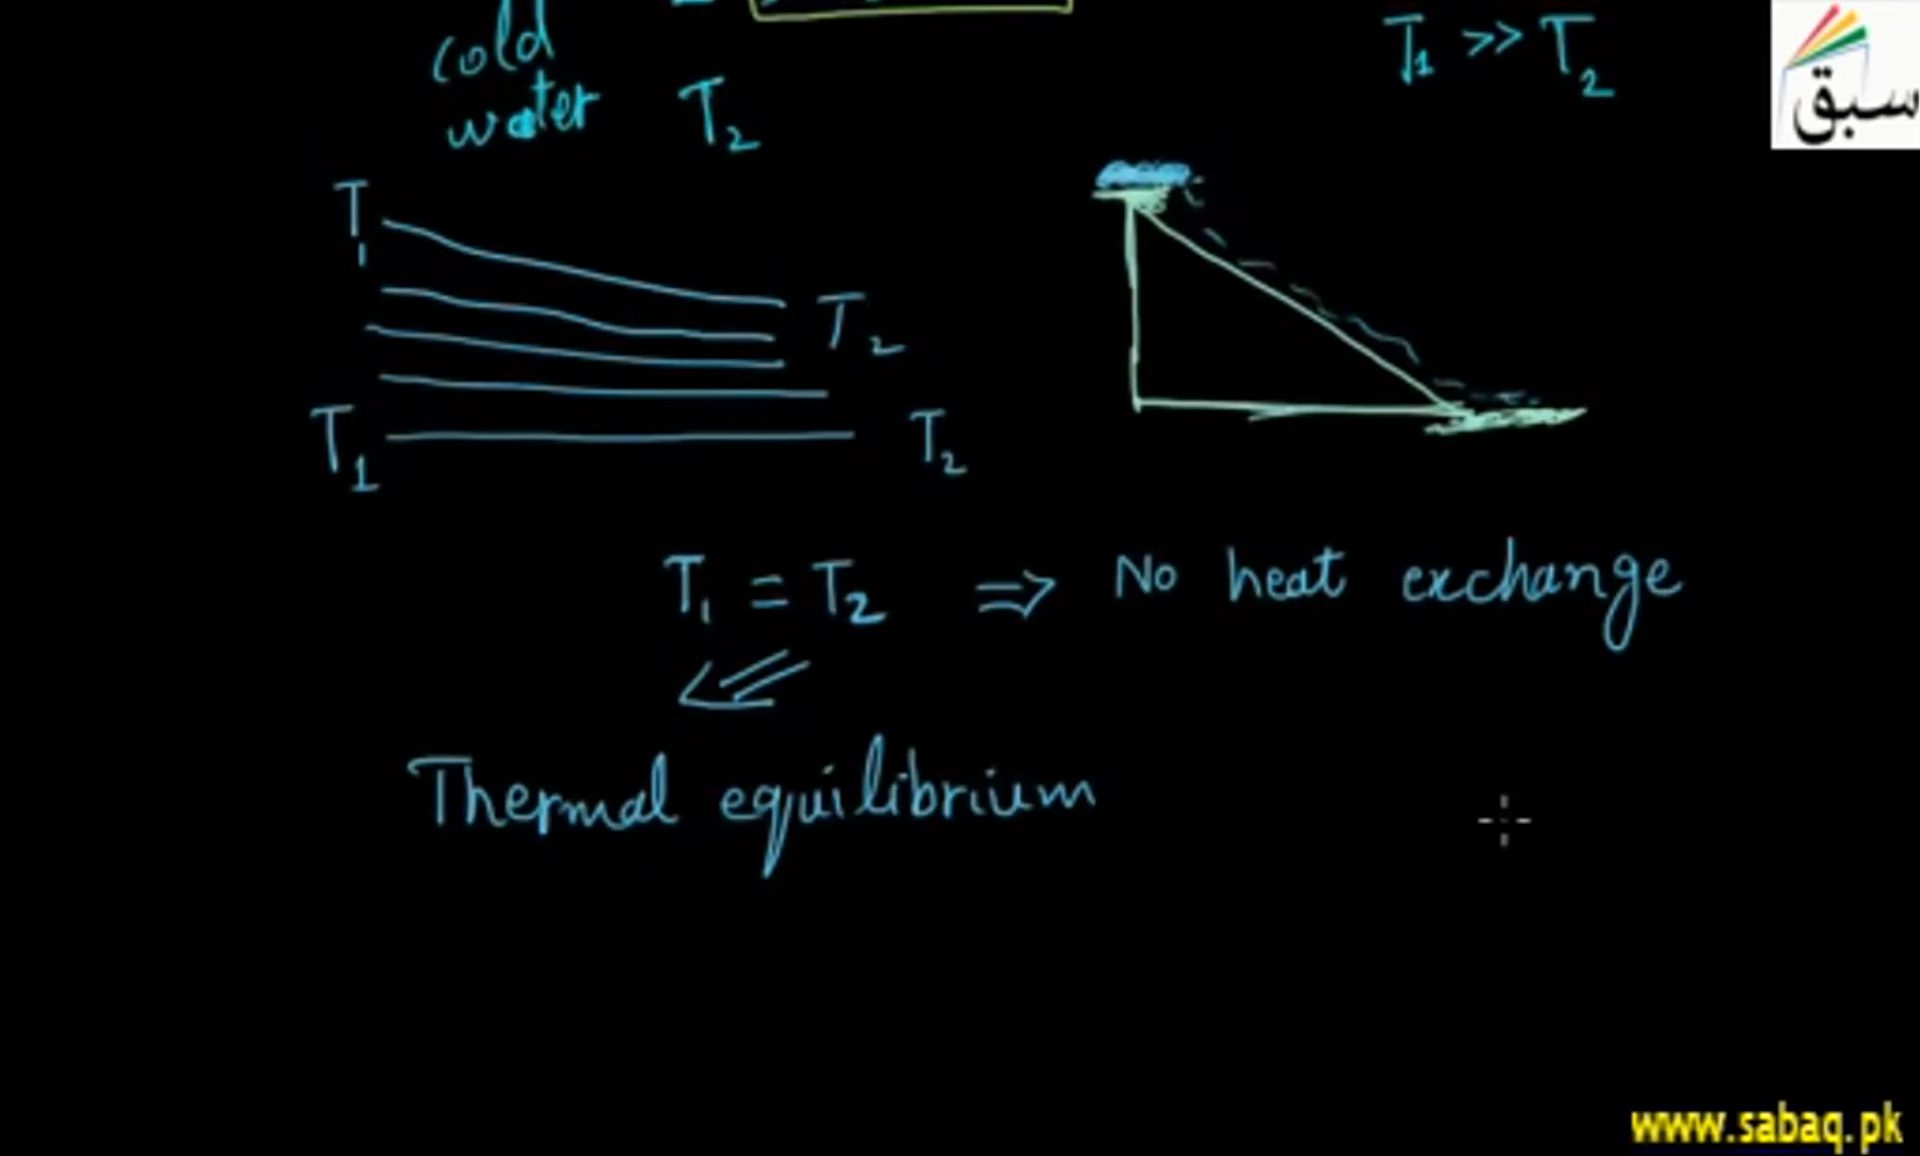 cold
water T₂
T₁ >> T₂
سبق
T₁
T₂
T₁ T₂
T₁ = T₂ ⇒ No heat exchange
Thermal equilibrium
www.sabaq.pk